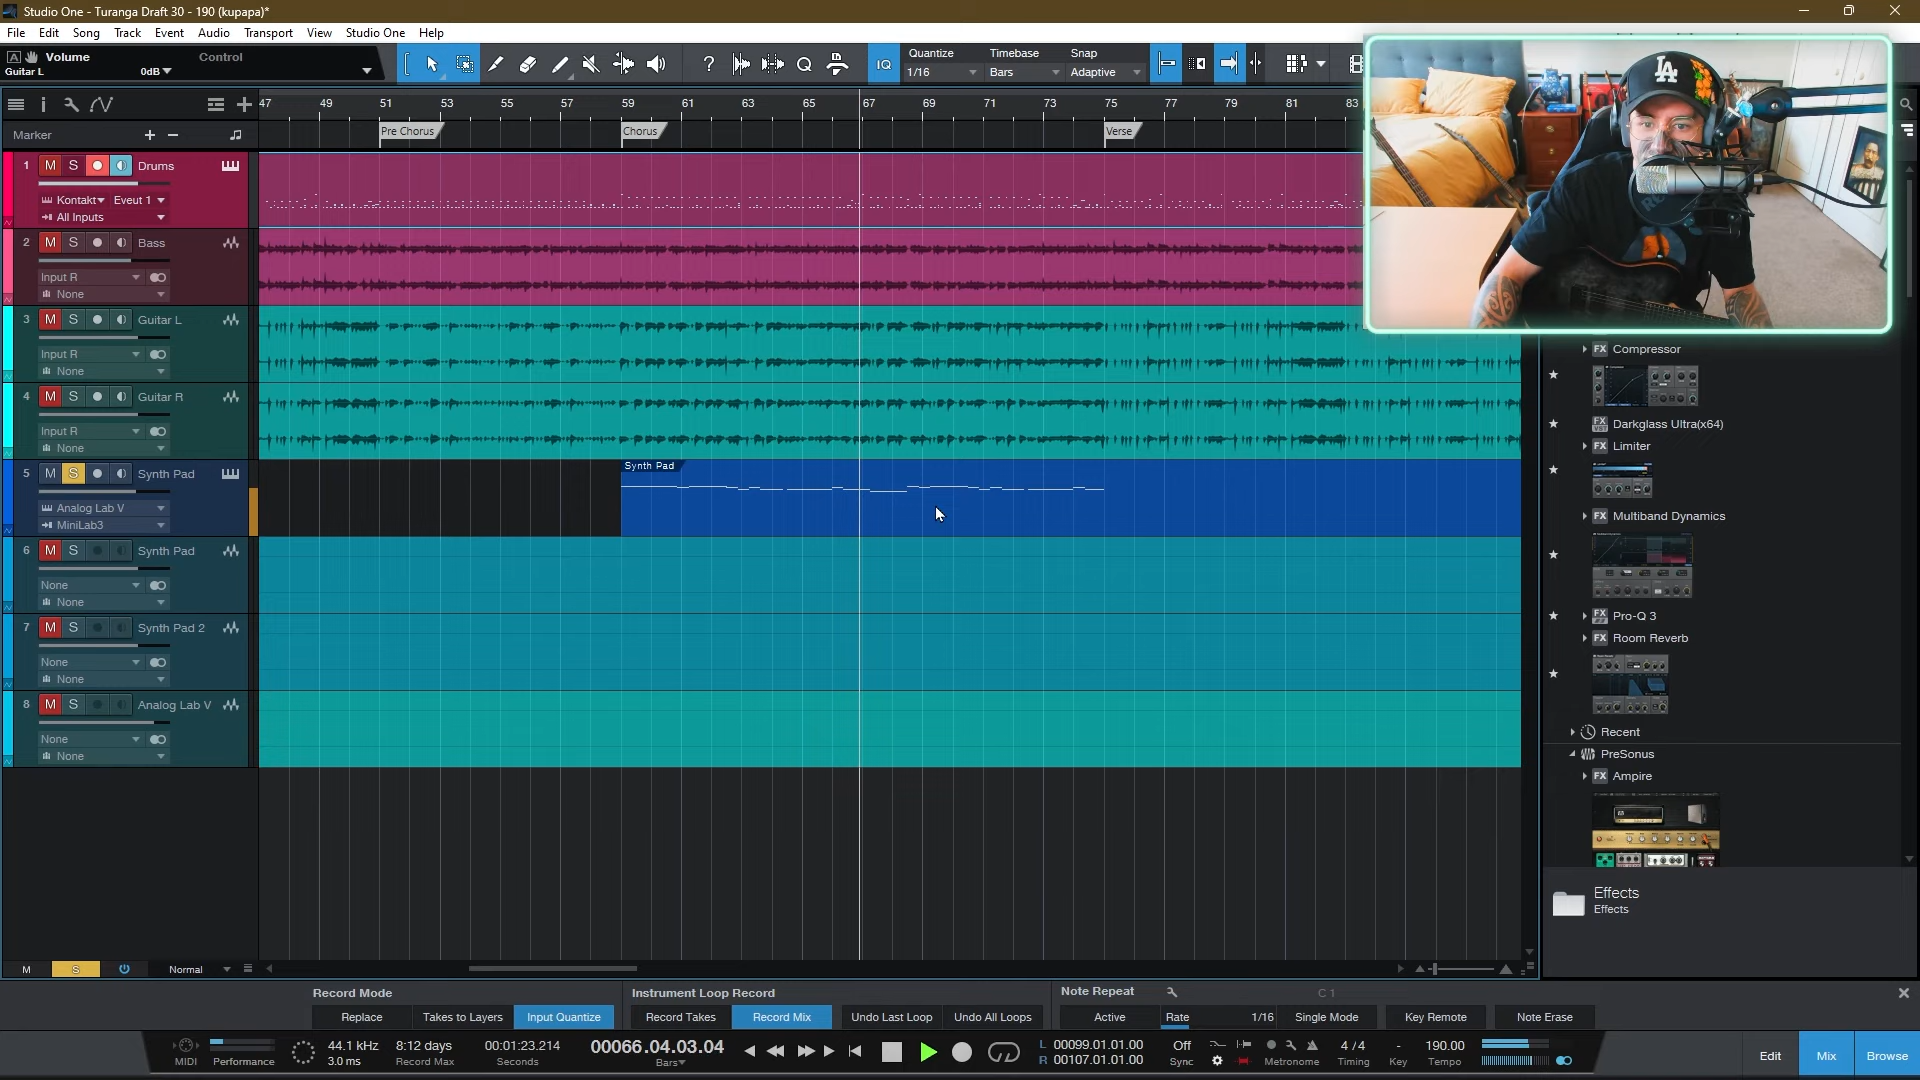 Studio One - Turanga Draft 30 - 190 (kupapa)*
File Edit Song Track Event Audio Transport View Studio One Help
A Volume Control
Guitar L 0dB
IQ Quantize Timebase Snap
1/16 Bars Adaptive
47 49 51 53 55 57 59 61 63 65 67 69 71 73 75 77 79 81 83
Marker + - Pre Chorus Chorus Verse
1 M S Drums
Kontakt Eveut 1
All Inputs
2 M S Bass
Input R
None
3 M S Guitar L
Input R
None
4 M S Guitar R
Input R
None
5 M S Synth Pad
Analog Lab V
MiniLab3
Synth Pad
6 M S Synth Pad
None
None
7 M S Synth Pad 2
None
None
8 M S Analog Lab V
None
None
LA
FX Compressor
FX VST Darkglass Ultra(x64)
FX Limiter
FX Multiband Dynamics
FX Pro-Q 3
FX Room Reverb
Recent
PreSonus
FX Ampire
Effects
Effects
M S Normal
Record Mode Instrument Loop Record Note Repeat C 1
Replace Takes to Layers Input Quantize Record Takes Record Mix Undo Last Loop Undo All Loops Active Rate 1/16 Single Mode Key Remote Note Erase
MIDI Performance
44.1 kHz
3.0 ms
8:12 days
Record Max
00:01:23.214
Seconds
00066.04.03.04
Bars
L 00099.01.01.00
R 00107.01.01.00
Off
Sync
Metronome
4 / 4
Timing
-
Key
190.00
Tempo
Edit Mix Browse